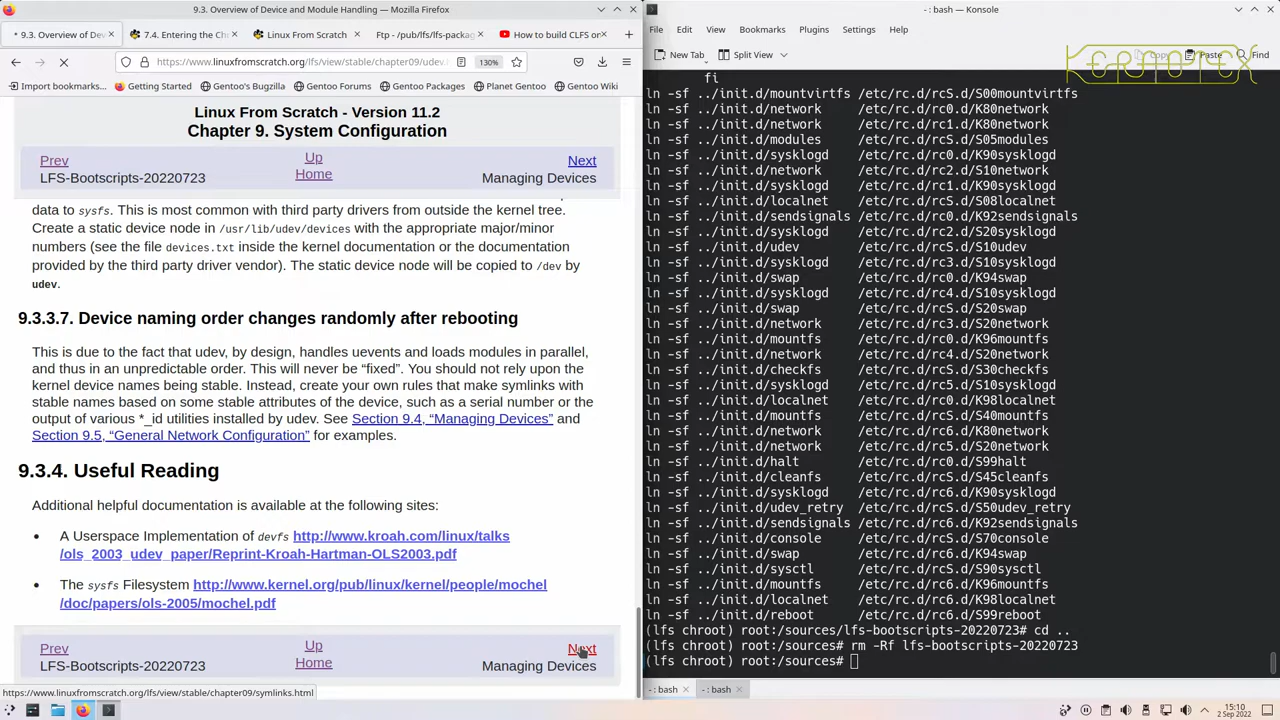 9.3. Overview of Device and Module Handling — Mozilla Firefox
9.3. Overview of Dev
7.4. Entering the Ch
Linux From Scratch
Ftp - /pub/lfs/lfs-packag
How to build CLFS on
https://www.linuxfromscratch.org/lfs/view/stable/chapter09/udev.
130%
Import bookmarks...
Getting Started
Gentoo's Bugzilla
Gentoo Forums
Gentoo Packages
Planet Gentoo
Gentoo Wiki
Linux From Scratch - Version 11.2
Chapter 9. System Configuration
Prev
Up
Next
LFS-Bootscripts-20220723
Home
Managing Devices
data to sysfs. This is most common with third party drivers from outside the kernel tree.
Create a static device node in /usr/lib/udev/devices with the appropriate major/minor
numbers (see the file devices.txt inside the kernel documentation or the documentation
provided by the third party driver vendor). The static device node will be copied to /dev by
udev.
9.3.3.7. Device naming order changes randomly after rebooting
This is due to the fact that udev, by design, handles uevents and loads modules in parallel,
and thus in an unpredictable order. This will never be “fixed”. You should not rely upon the
kernel device names being stable. Instead, create your own rules that make symlinks with
stable names based on some stable attributes of the device, such as a serial number or the
output of various *_id utilities installed by udev. See Section 9.4, “Managing Devices” and
Section 9.5, “General Network Configuration” for examples.
9.3.4. Useful Reading
Additional helpful documentation is available at the following sites:
• A Userspace Implementation of devfs http://www.kroah.com/linux/talks
/ols_2003_udev_paper/Reprint-Kroah-Hartman-OLS2003.pdf
• The sysfs Filesystem http://www.kernel.org/pub/linux/kernel/people/mochel
/doc/papers/ols-2005/mochel.pdf
Prev
Up
Next
LFS-Bootscripts-20220723
Home
Managing Devices
https://www.linuxfromscratch.org/lfs/view/stable/chapter09/symlinks.html
- : bash — Konsole
File Edit View Bookmarks Plugins Settings Help
New Tab
Split View
Copy
Paste
Find
KERAPLEX
fi
ln -sf ../init.d/mountvirtfs /etc/rc.d/rcS.d/S00mountvirtfs
ln -sf ../init.d/network /etc/rc.d/rc0.d/K80network
ln -sf ../init.d/network /etc/rc.d/rc1.d/K80network
ln -sf ../init.d/modules /etc/rc.d/rcS.d/S05modules
ln -sf ../init.d/sysklogd /etc/rc.d/rc0.d/K90sysklogd
ln -sf ../init.d/network /etc/rc.d/rc2.d/S10network
ln -sf ../init.d/sysklogd /etc/rc.d/rc1.d/K90sysklogd
ln -sf ../init.d/localnet /etc/rc.d/rcS.d/S08localnet
ln -sf ../init.d/sendsignals /etc/rc.d/rc0.d/K92sendsignals
ln -sf ../init.d/sysklogd /etc/rc.d/rc2.d/S20sysklogd
ln -sf ../init.d/udev /etc/rc.d/rcS.d/S10udev
ln -sf ../init.d/sysklogd /etc/rc.d/rc3.d/S10sysklogd
ln -sf ../init.d/swap /etc/rc.d/rc0.d/K94swap
ln -sf ../init.d/sysklogd /etc/rc.d/rc4.d/S10sysklogd
ln -sf ../init.d/swap /etc/rc.d/rcS.d/S20swap
ln -sf ../init.d/network /etc/rc.d/rc3.d/S20network
ln -sf ../init.d/mountfs /etc/rc.d/rc0.d/K96mountfs
ln -sf ../init.d/network /etc/rc.d/rc4.d/S20network
ln -sf ../init.d/checkfs /etc/rc.d/rcS.d/S30checkfs
ln -sf ../init.d/sysklogd /etc/rc.d/rc5.d/S10sysklogd
ln -sf ../init.d/localnet /etc/rc.d/rc0.d/K98localnet
ln -sf ../init.d/mountfs /etc/rc.d/rcS.d/S40mountfs
ln -sf ../init.d/network /etc/rc.d/rc6.d/K80network
ln -sf ../init.d/network /etc/rc.d/rc5.d/S20network
ln -sf ../init.d/halt /etc/rc.d/rc0.d/S99halt
ln -sf ../init.d/cleanfs /etc/rc.d/rcS.d/S45cleanfs
ln -sf ../init.d/sysklogd /etc/rc.d/rc6.d/K90sysklogd
ln -sf ../init.d/udev_retry /etc/rc.d/rcS.d/S50udev_retry
ln -sf ../init.d/sendsignals /etc/rc.d/rc6.d/K92sendsignals
ln -sf ../init.d/console /etc/rc.d/rcS.d/S70console
ln -sf ../init.d/swap /etc/rc.d/rc6.d/K94swap
ln -sf ../init.d/sysctl /etc/rc.d/rcS.d/S90sysctl
ln -sf ../init.d/mountfs /etc/rc.d/rc6.d/K96mountfs
ln -sf ../init.d/localnet /etc/rc.d/rc6.d/K98localnet
ln -sf ../init.d/reboot /etc/rc.d/rc6.d/S99reboot
(lfs chroot) root:/sources/lfs-bootscripts-20220723# cd ..
(lfs chroot) root:/sources# rm -Rf lfs-bootscripts-20220723
(lfs chroot) root:/sources#
- : bash
- : bash
15:10
2 Sep 2022